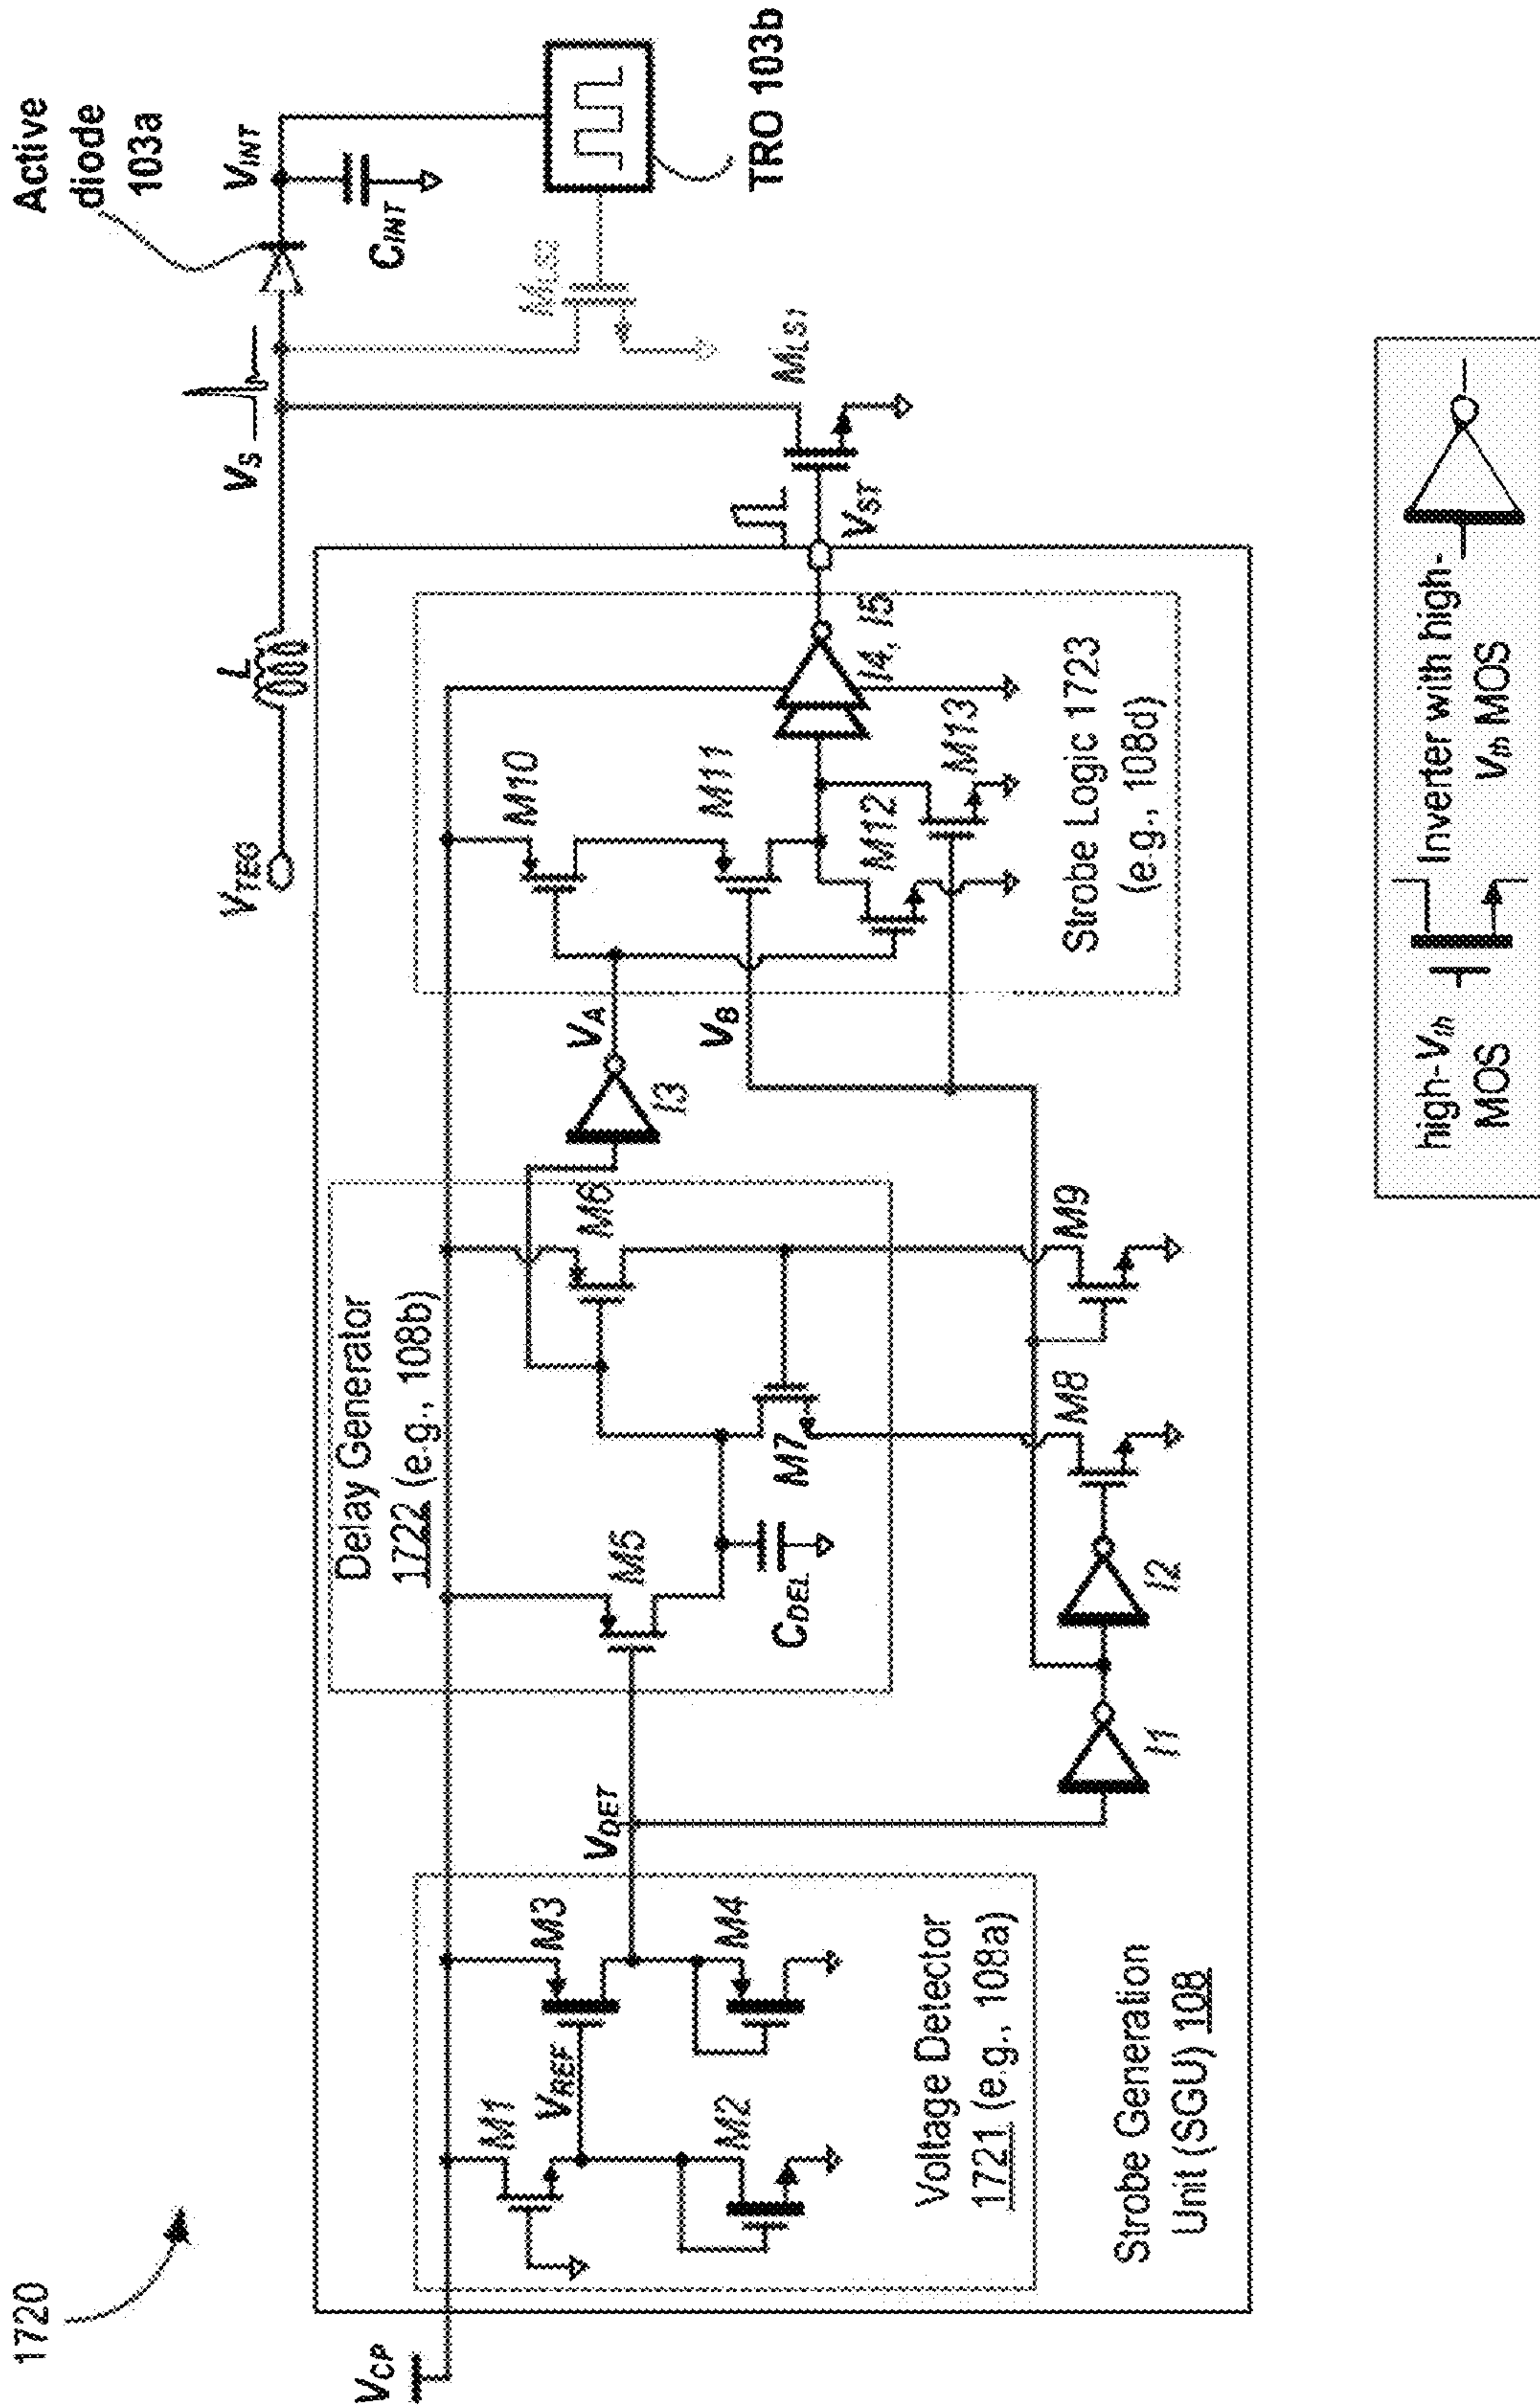 1720
VCP
VTEG
L
VS
Active
diode
103a
VINT
CINT
MLS2
TRO 103b
MLS1
VST
M1
VREF
M2
M3
M4
VDET
Voltage Detector
1721 (e.g., 108a)
Strobe Generation
Unit (SGU) 108
Delay Generator
1722 (e.g., 108b)
M5
CDEL
M6
M7
I1
I2
M8
M9
I3
VA
VB
M10
M11
M12
M13
I4, I5
Strobe Logic 1723
(e.g., 108d)
high-Vth
MOS
Inverter with high-
Vth MOS